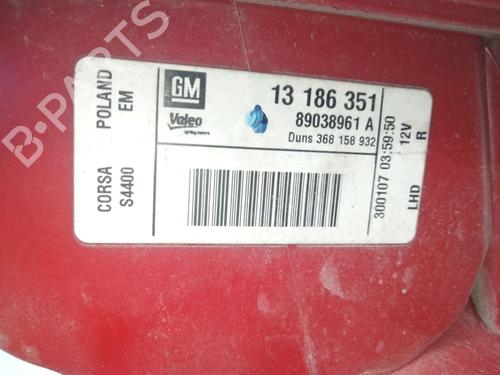 B-PARTS
CORSA POLAND
S4400 EM
GM
Valeo
13 186 351
89038961 A
Duns 368 158 932
300107 03:59:50
12V
LHD R